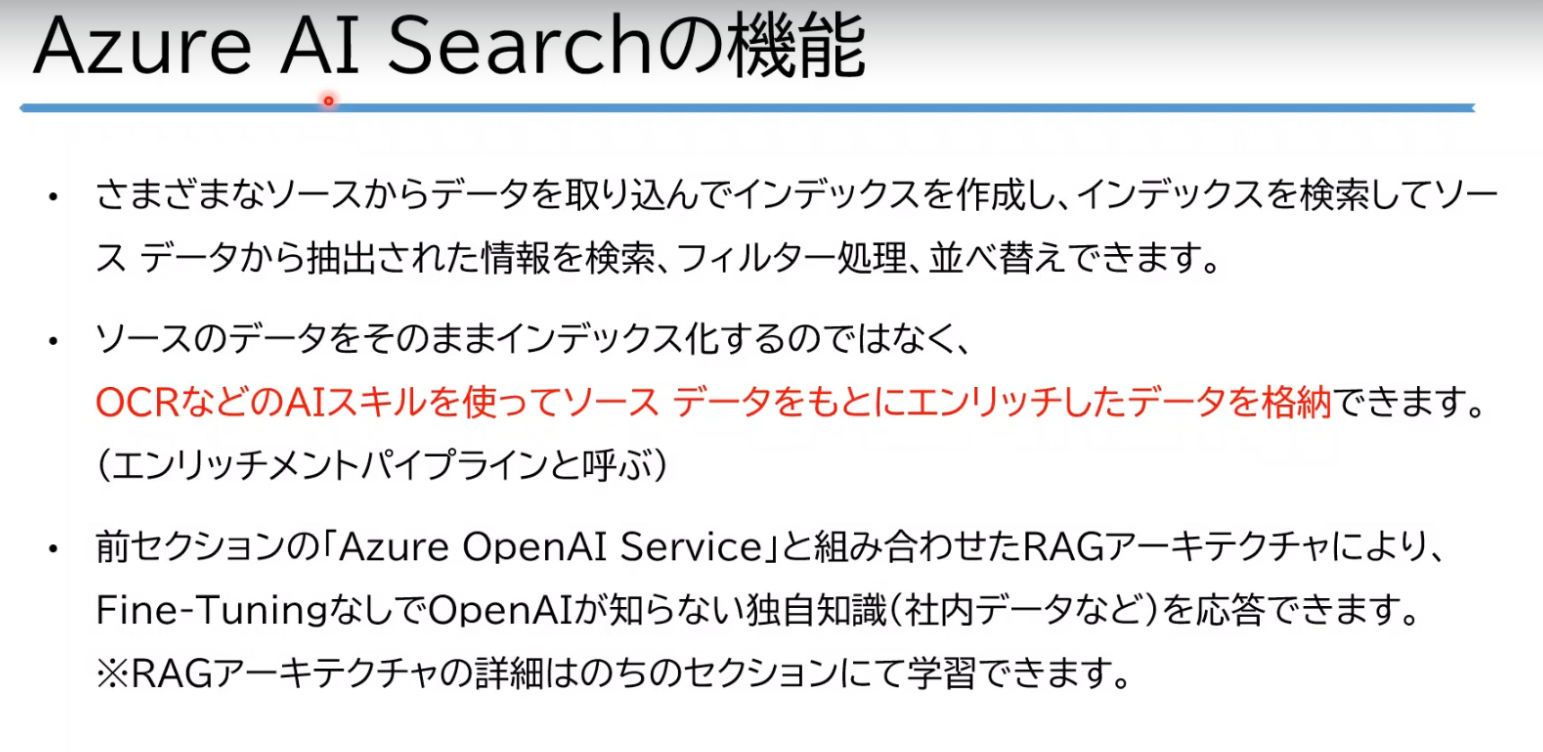 Azure AI Searchの機能
• さまざまなソースからデータを取り込んでインデックスを作成し、インデックスを検索してソー
ス データから抽出された情報を検索、フィルター処理、並べ替えできます。
• ソースのデータをそのままインデックス化するのではなく、
OCRなどのAIスキルを使ってソース データをもとにエンリッチしたデータを格納できます。
（エンリッチメントパイプラインと呼ぶ）
• 前セクションの「Azure OpenAI Service」と組み合わせたRAGアーキテクチャにより、
Fine-TuningなしでOpenAIが知らない独自知識（社内データなど）を応答できます。
※RAGアーキテクチャの詳細はのちのセクションにて学習できます。